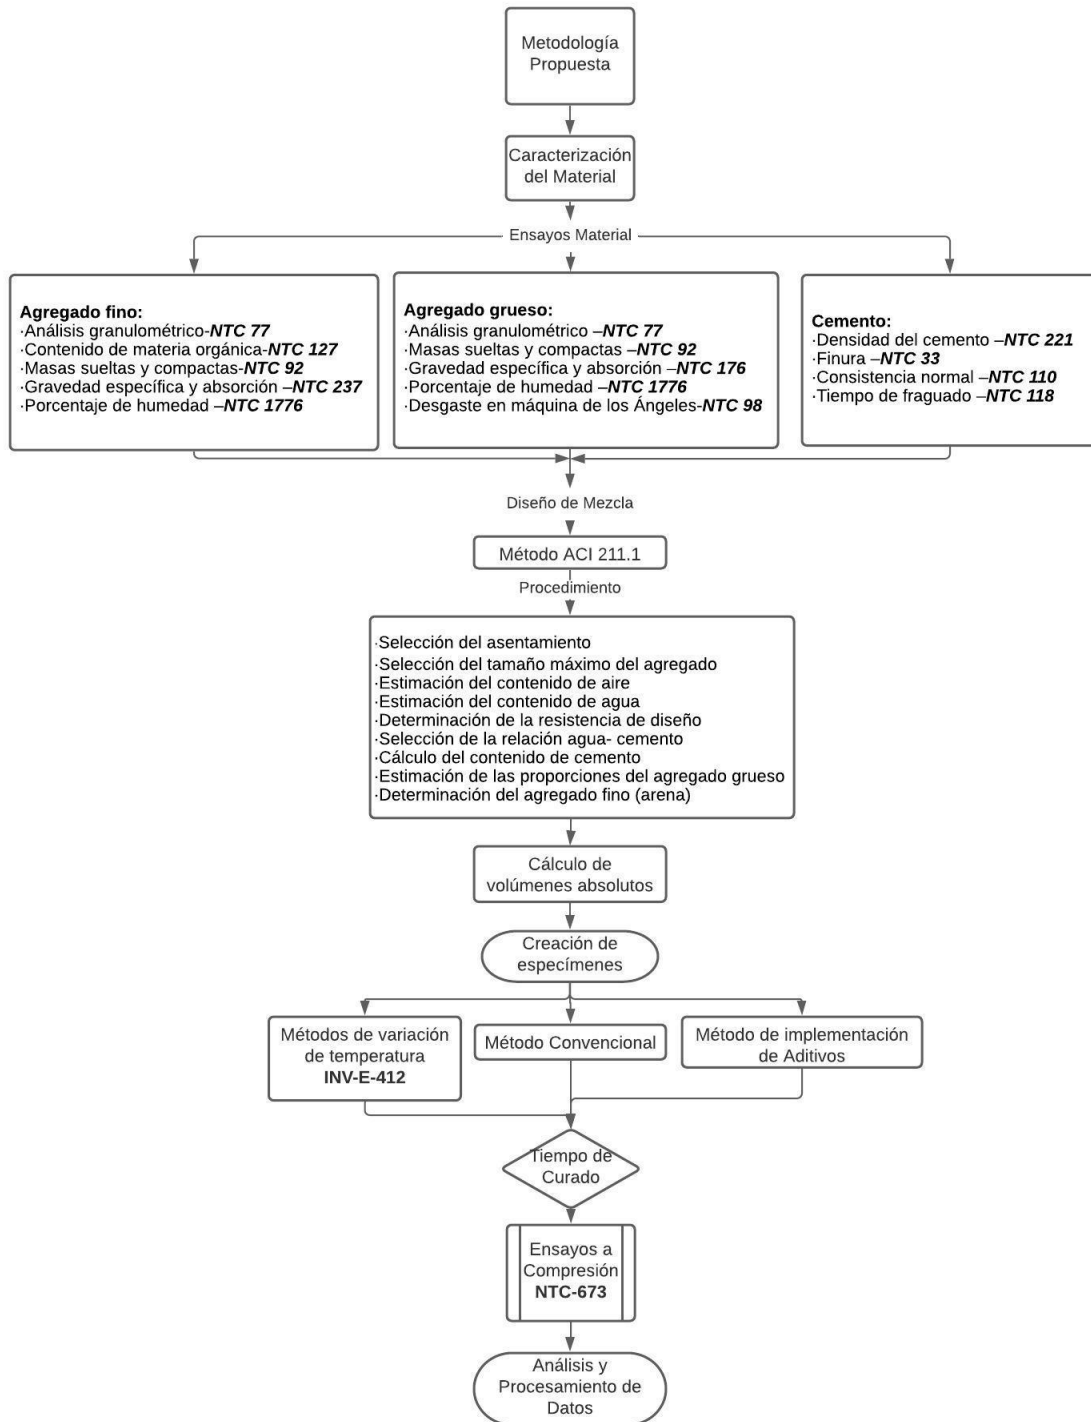 Metodología
Propuesta
Caracterización
del Material
Ensayos Material
Agregado fino:
·Análisis granulométrico-NTC 77
·Contenido de materia orgánica-NTC 127
·Masas sueltas y compactas-NTC 92
·Gravedad específica y absorción –NTC 237
·Porcentaje de humedad –NTC 1776
Agregado grueso:
·Análisis granulométrico –NTC 77
·Masas sueltas y compactas –NTC 92
·Gravedad específica y absorción –NTC 176
·Porcentaje de humedad –NTC 1776
·Desgaste en máquina de los Ángeles-NTC 98
Cemento:
·Densidad del cemento –NTC 221
·Finura –NTC 33
·Consistencia normal –NTC 110
·Tiempo de fraguado –NTC 118
Diseño de Mezcla
Método ACI 211.1
Procedimiento
·Selección del asentamiento
·Selección del tamaño máximo del agregado
·Estimación del contenido de aire
·Estimación del contenido de agua
·Determinación de la resistencia de diseño
·Selección de la relación agua- cemento
·Cálculo del contenido de cemento
·Estimación de las proporciones del agregado grueso
·Determinación del agregado fino (arena)
Cálculo de
volúmenes absolutos
Creación de
especímenes
Métodos de variación
de temperatura
INV-E-412
Método Convencional
Método de implementación
de Aditivos
Tiempo de
Curado
Ensayos a
Compresión
NTC-673
Análisis y
Procesamiento de
Datos